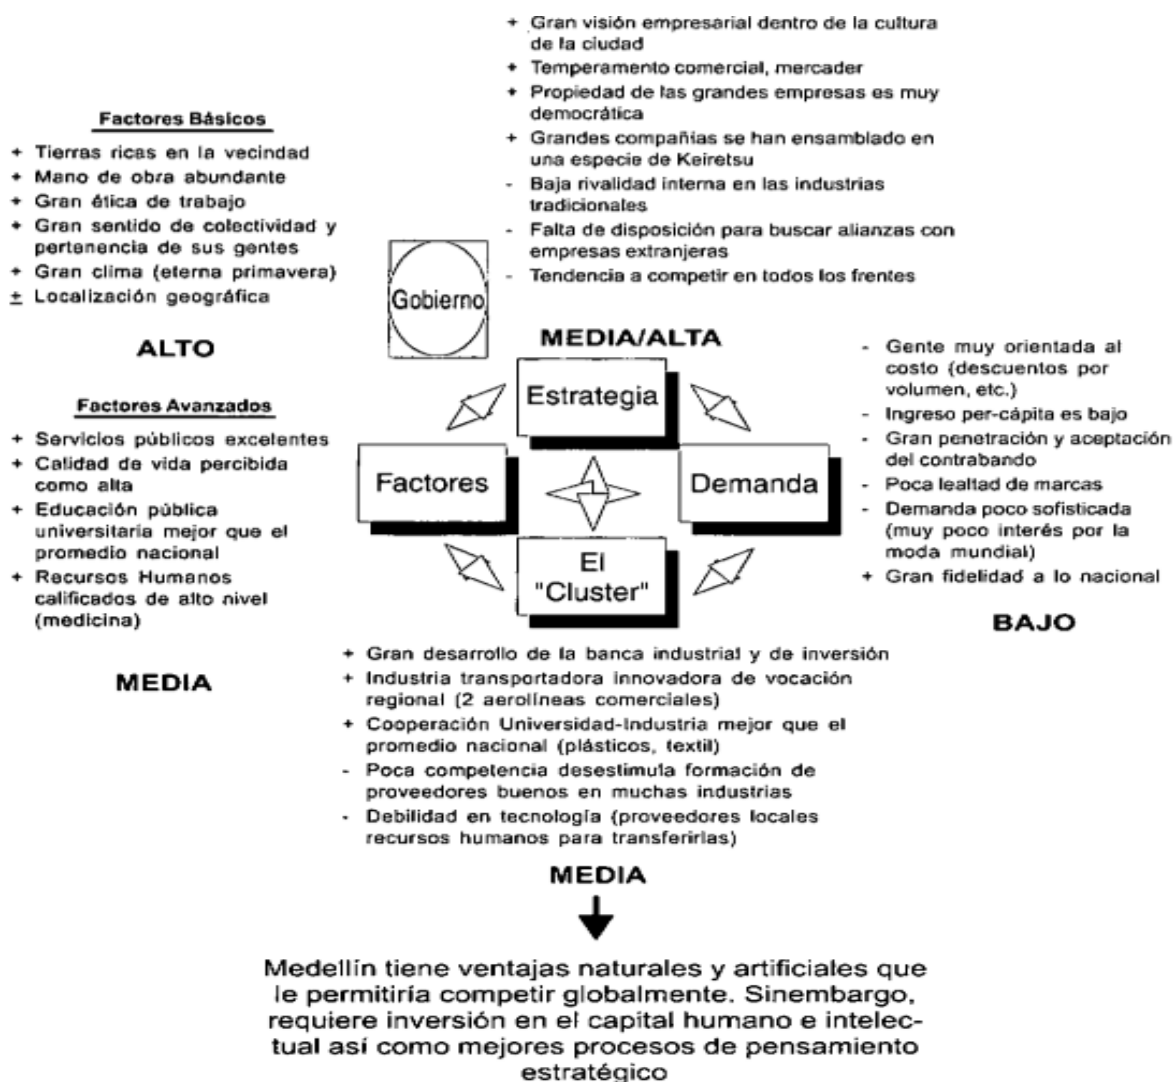 + Gran visión empresarial dentro de la cultura
de la ciudad
+ Temperamento comercial, mercader
+ Propiedad de las grandes empresas es muy
democrática
+ Grandes compañías se han ensamblado en
una especie de Keiretsu
- Baja rivalidad interna en las industrias
tradicionales
- Falta de disposición para buscar alianzas con
empresas extranjeras
- Tendencia a competir en todos los frentes
MEDIA/ALTA
Factores Básicos
+ Tierras ricas en la vecindad
+ Mano de obra abundante
+ Gran ética de trabajo
+ Gran sentido de colectividad y
pertenencia de sus gentes
+ Gran clima (eterna primavera)
± Localización geográfica
ALTO
Factores Avanzados
+ Servicios públicos excelentes
+ Calidad de vida percibida
como alta
+ Educación pública
universitaria mejor que el
promedio nacional
+ Recursos Humanos
calificados de alto nivel
(medicina)
MEDIA
Gobierno
Estrategia
Factores
Demanda
El
"Cluster"
- Gente muy orientada al
costo (descuentos por
volumen, etc.)
- Ingreso per-cápita es bajo
- Gran penetración y aceptación
del contrabando
- Poca lealtad de marcas
- Demanda poco sofisticada
(muy poco interés por la
moda mundial)
+ Gran fidelidad a lo nacional
BAJO
+ Gran desarrollo de la banca industrial y de inversión
+ Industria transportadora innovadora de vocación
regional (2 aerolíneas comerciales)
+ Cooperación Universidad-Industria mejor que el
promedio nacional (plásticos, textil)
- Poca competencia desestimula formación de
proveedores buenos en muchas industrias
- Debilidad en tecnología (proveedores locales
recursos humanos para transferirlas)
MEDIA
Medellín tiene ventajas naturales y artificiales que
le permitiría competir globalmente. Sinembargo,
requiere inversión en el capital humano e intelec-
tual así como mejores procesos de pensamiento
estratégico